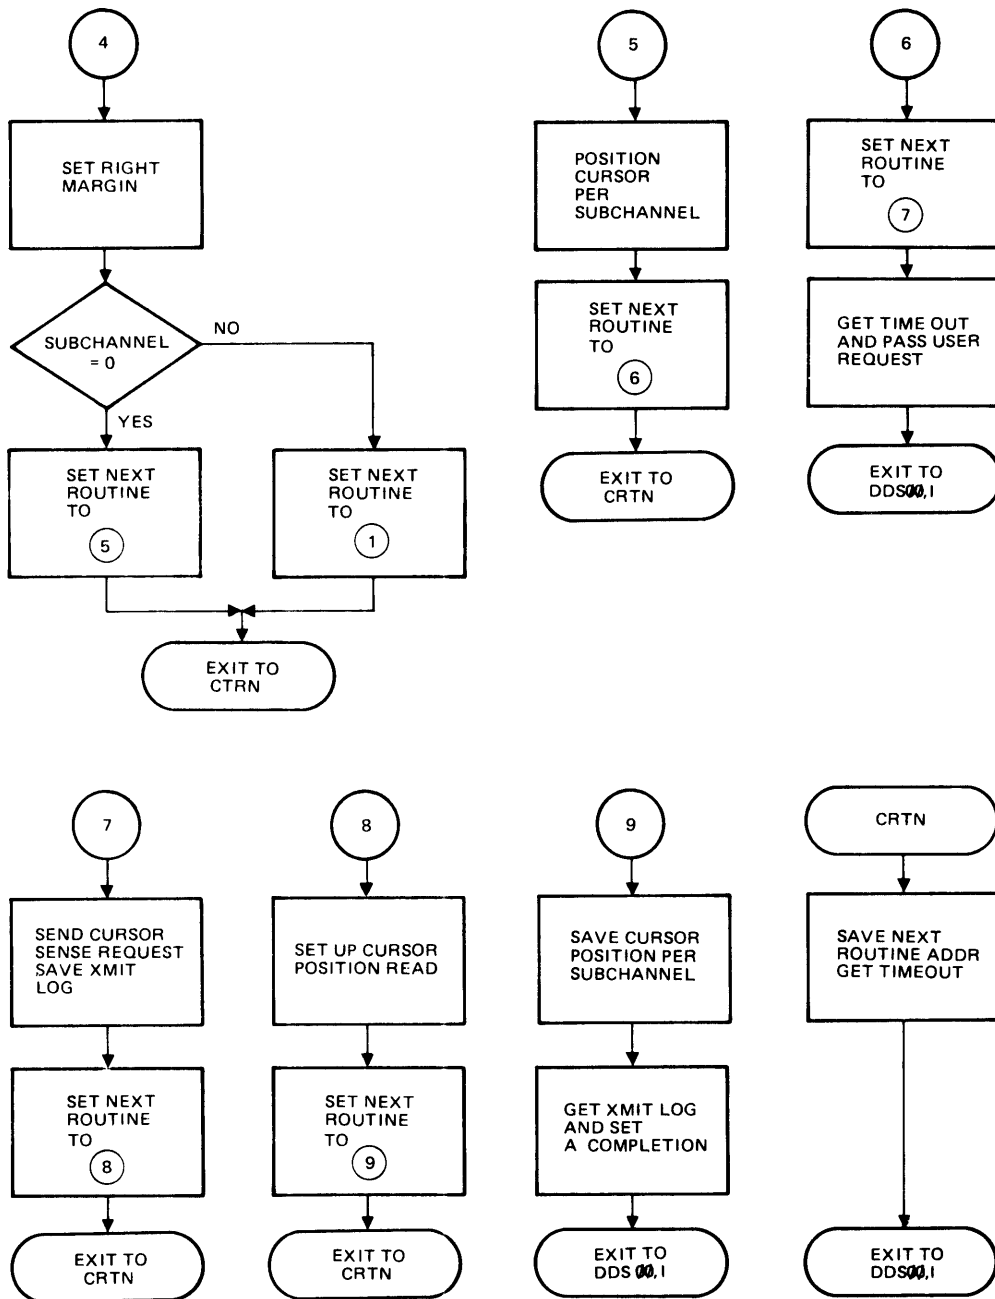 4
SET RIGHT
MARGIN
SUBCHANNEL
= 0
NO
YES
SET NEXT
ROUTINE
TO
5
SET NEXT
ROUTINE
TO
1
EXIT TO
CTRN
5
POSITION
CURSOR
PER
SUBCHANNEL
SET NEXT
ROUTINE
TO
6
EXIT TO
CRTN
6
SET NEXT
ROUTINE
TO
7
GET TIME OUT
AND PASS USER
REQUEST
EXIT TO
DDS00,I
7
SEND CURSOR
SENSE REQUEST
SAVE XMIT
LOG
SET NEXT
ROUTINE
TO
8
EXIT TO
CRTN
8
SET UP CURSOR
POSITION READ
SET NEXT
ROUTINE
TO
9
EXIT TO
CRTN
9
SAVE CURSOR
POSITION PER
SUBCHANNEL
GET XMIT LOG
AND SET
A COMPLETION
EXIT TO
DDS00,I
CRTN
SAVE NEXT
ROUTINE ADDR
GET TIMEOUT
EXIT TO
DDS00,I